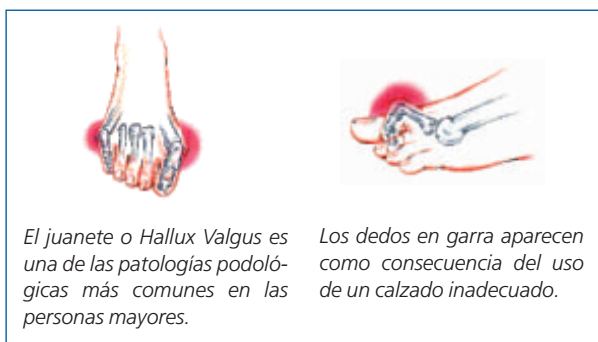 El juanete o Hallux Valgus es
una de las patologías podoló-
gicas más comunes en las
personas mayores.
Los dedos en garra aparecen
como consecuencia del uso
de un calzado inadecuado.